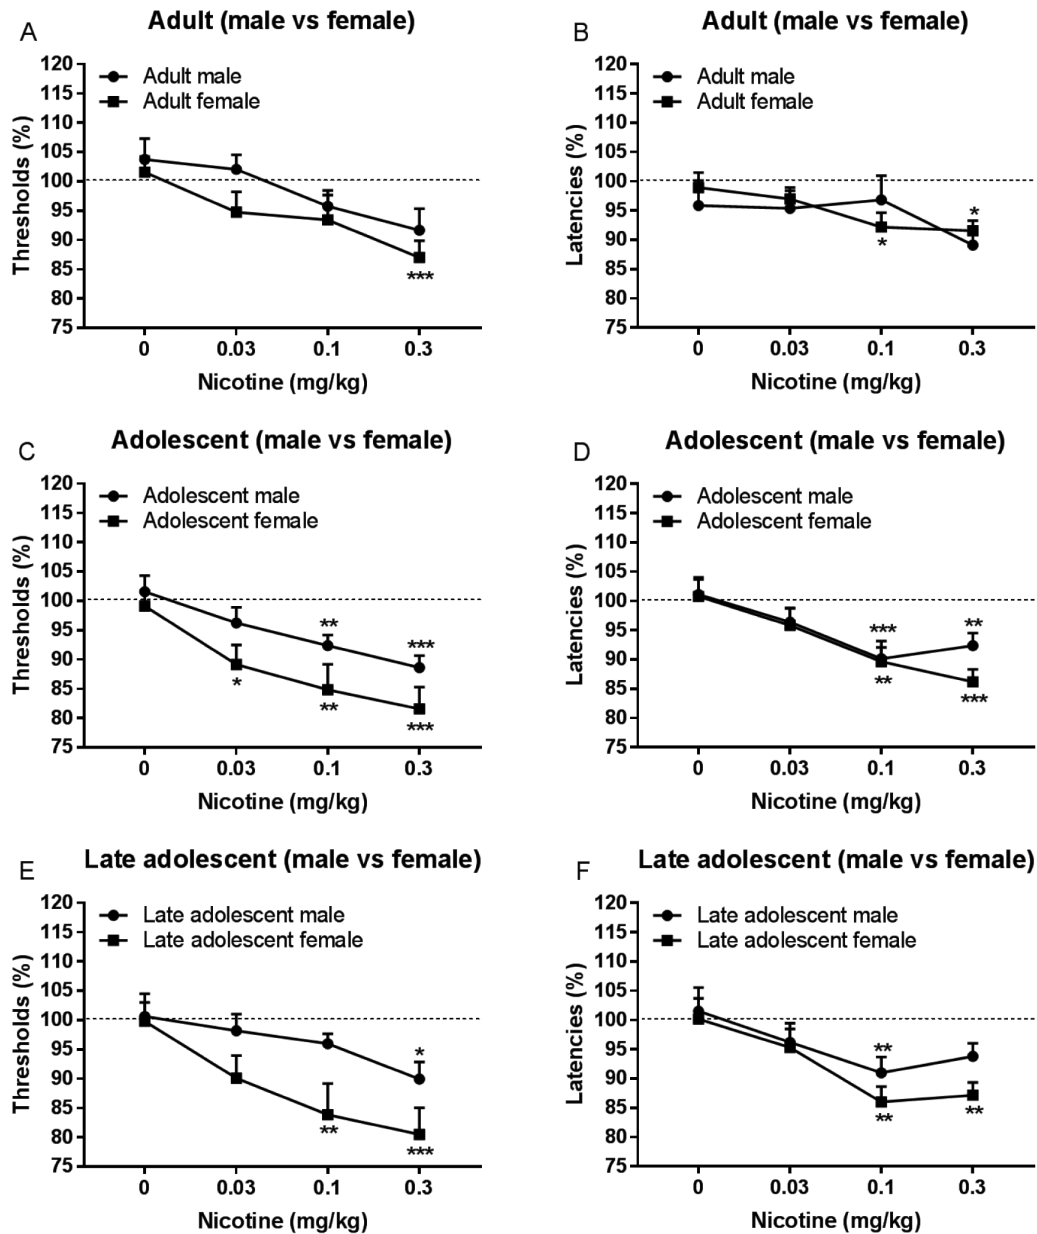 A
Adult (male vs female)
Thresholds (%)
120
115
110
105
100
95
90
85
80
75
Adult male
Adult female
***
0 0.03 0.1 0.3
Nicotine (mg/kg)
B
Adult (male vs female)
Latencies (%)
120
115
110
105
100
95
90
85
80
75
Adult male
Adult female
*
*
0 0.03 0.1 0.3
Nicotine (mg/kg)
C
Adolescent (male vs female)
Thresholds (%)
120
115
110
105
100
95
90
85
80
75
Adolescent male
Adolescent female
** ***
*
**
***
0 0.03 0.1 0.3
Nicotine (mg/kg)
D
Adolescent (male vs female)
Latencies (%)
120
115
110
105
100
95
90
85
80
75
Adolescent male
Adolescent female
*** **
**
***
0 0.03 0.1 0.3
Nicotine (mg/kg)
E
Late adolescent (male vs female)
Thresholds (%)
120
115
110
105
100
95
90
85
80
75
Late adolescent male
Late adolescent female
*
**
***
0 0.03 0.1 0.3
Nicotine (mg/kg)
F
Late adolescent (male vs female)
Latencies (%)
120
115
110
105
100
95
90
85
80
75
Late adolescent male
Late adolescent female
**
** **
0 0.03 0.1 0.3
Nicotine (mg/kg)